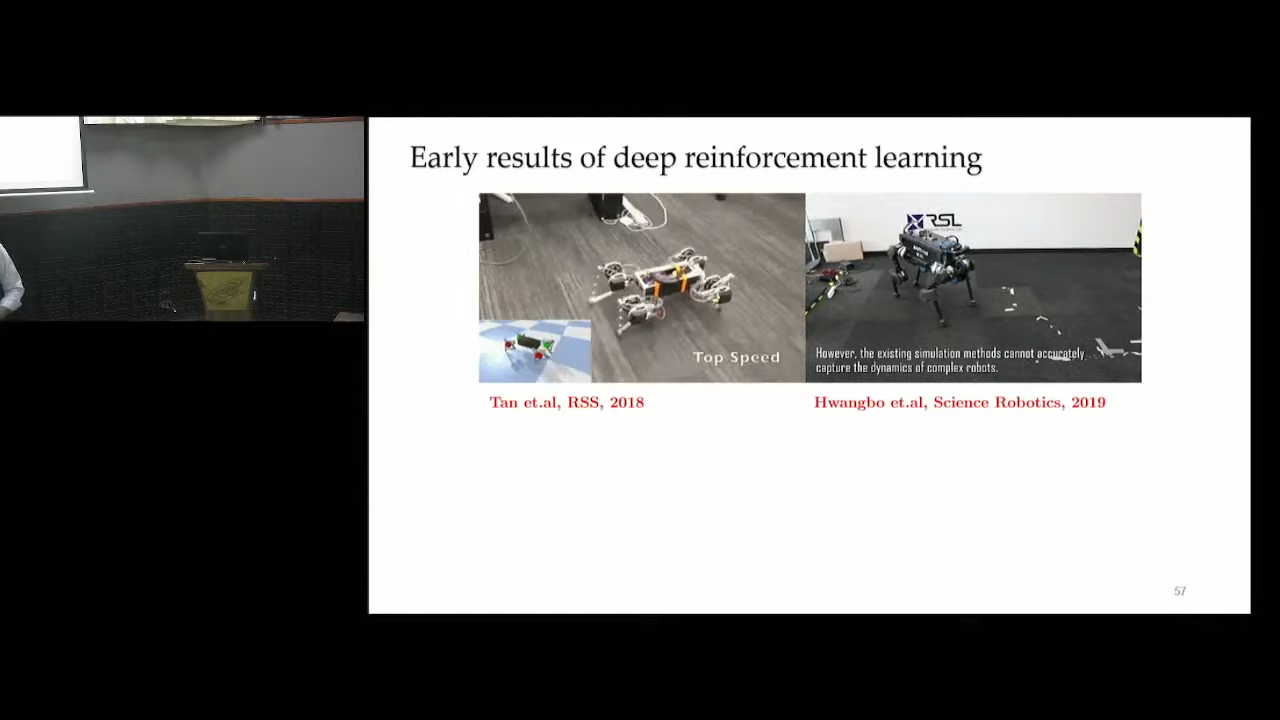 Early results of deep reinforcement learning
RSL
Top Speed
However, the existing simulation methods cannot accurately
capture the dynamics of complex robots.
Tan et.al, RSS, 2018
Hwangbo et.al, Science Robotics, 2019
57